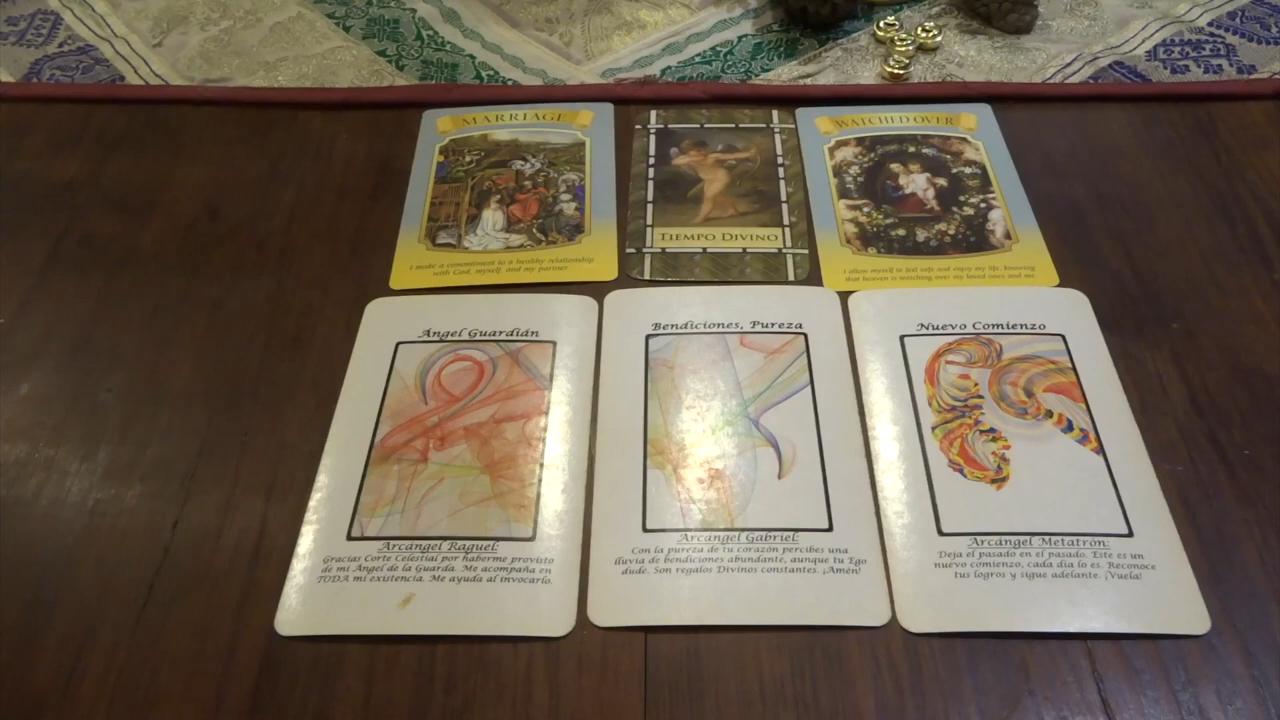 MARRIAGE
I make a commitment to a healthy relationship
with God, myself, and my partner
TIEMPO DIVINO
WATCHED OVER
I allow myself to feel safe and enjoy my life, knowing
that heaven is watching over my loved ones and me
Angel Guardián
Arcángel Raguel:
Gracias Corte Celestial por haberme provisto
de mi Angel de la Guarda. Me acompaña en
TODA mi existencia. Me ayuda al invocarlo.
Bendiciones, Pureza
Arcángel Gabriel:
Con la pureza de tu corazón percibes una
lluvia de bendiciones abundante, aunque tu Ego
dude. Son regalos Divinos constantes. ¡Amén!
Nuevo Comienzo
Arcángel Metatrón:
Deja el pasado en el pasado. Este es un
nuevo comienzo, cada dia lo es. Reconoce
tus logros y sigue adelante. ¡Vuela!